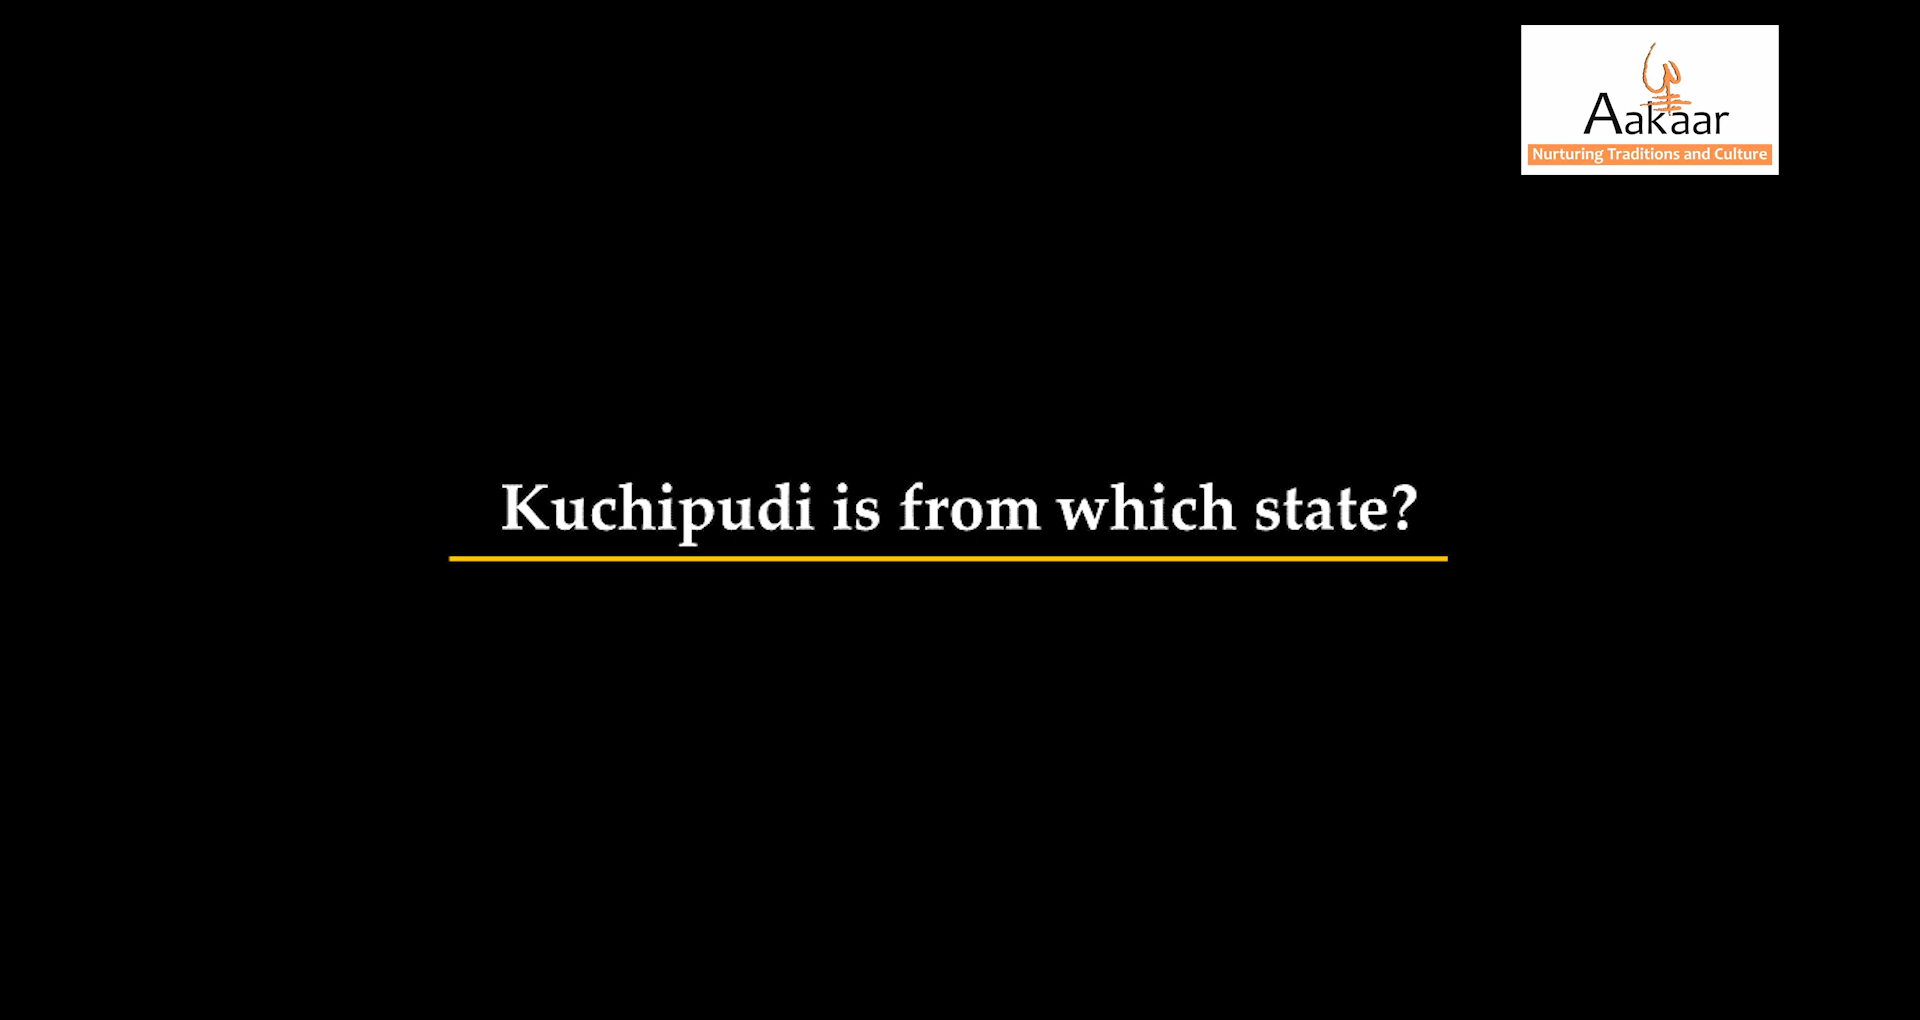 Aakaar
Nurturing Traditions and Culture
Kuchipudi is from which state?